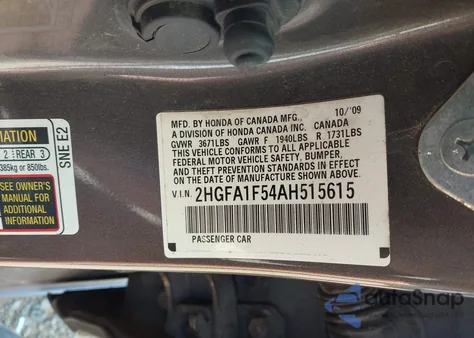 MFD. BY HONDA OF CANADA MFG., 10/'09
A DIVISION OF HONDA CANADA INC. CANADA
GVWR 3671LBS GAWR F 1940LBS R 1731LBS
THIS VEHICLE CONFORMS TO ALL APPLICABLE
FEDERAL MOTOR VEHICLE SAFETY, BUMPER,
AND THEFT PREVENTION STANDARDS IN EFFECT
ON THE DATE OF MANUFACTURE SHOWN ABOVE.
V.I.N. 2HGFA1F54AH515615
PASSENGER CAR
MATION
2 REAR 3
385kg or 850lbs.
SEE OWNER'S
MANUAL FOR
ADDITIONAL
INFORMATION
SNE E2
autoSnap